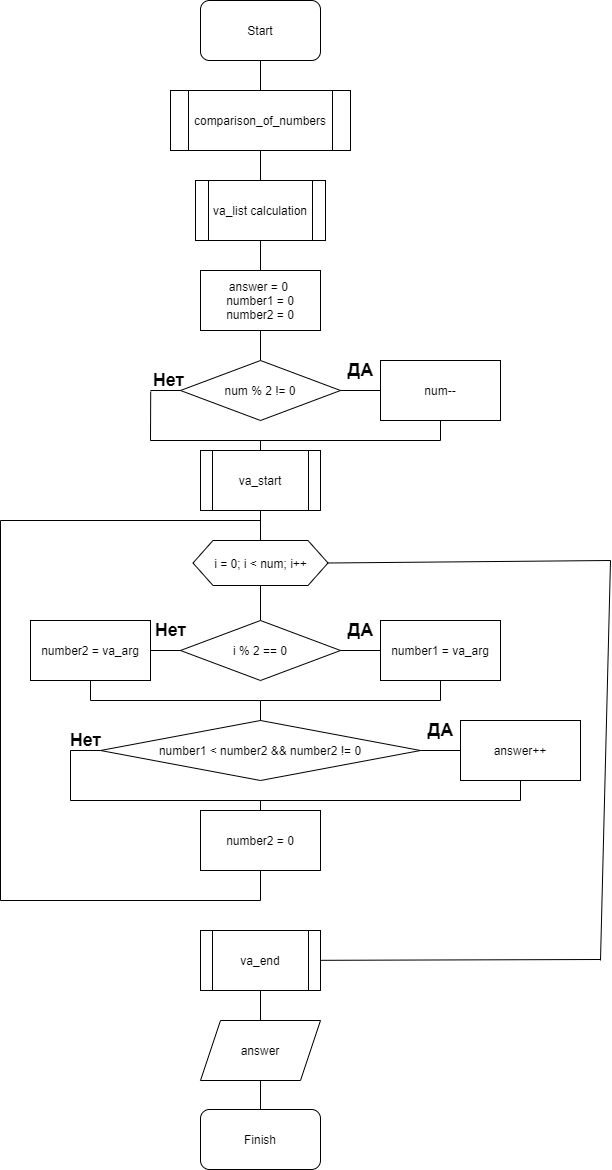 Start
comparison_of_numbers
va_list calculation
answer = 0
number1 = 0
number2 = 0
Нет
num % 2 != 0
ДА
num--
va_start
i = 0; i < num; i++
number2 = va_arg
Нет
i % 2 == 0
ДА
number1 = va_arg
Нет
number1 < number2 && number2 != 0
ДА
answer++
number2 = 0
va_end
answer
Finish